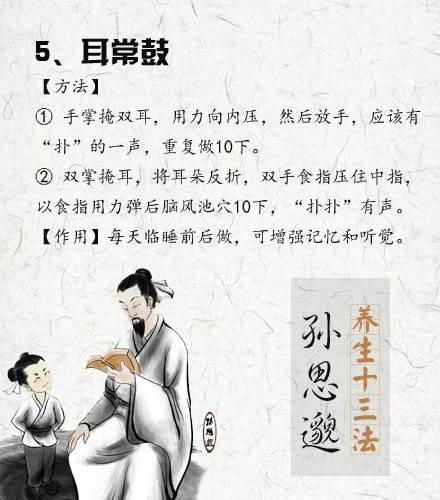 5、耳常鼓
【方法】
① 手掌掩双耳，用力向内压，然后放手，应该有
“扑”的一声，重复做10下。
② 双掌掩耳，将耳朵反折，双手食指压住中指，
以食指用力弹后脑风池穴10下，“扑扑”有声。
【作用】每天临睡前后做，可增强记忆和听觉。
养生十三法
孙思邈